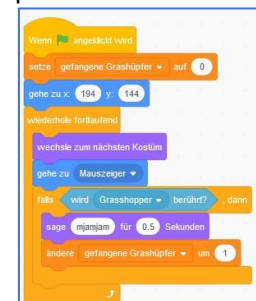 Wenn angeklickt wird
setze gefangene Grashüpfer auf 0
gehe zu x: 194 y: 144
wiederhole fortlaufend
wechsle zum nächsten Kostüm
gehe zu Mauszeiger
falls wird Grasshopper berührt? , dann
sage mjamjam für 0.5 Sekunden
ändere gefangene Grashüpfer um 1